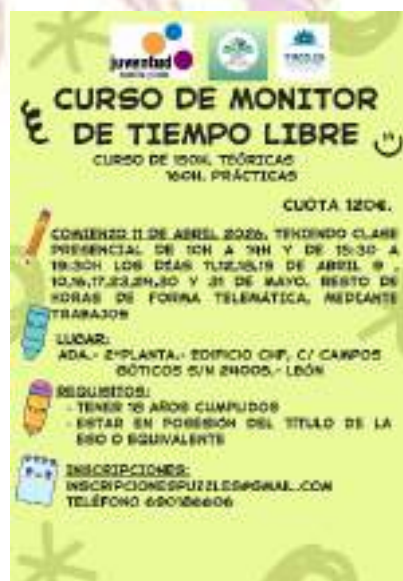 juventud
CURSO DE MONITOR
DE TIEMPO LIBRE
CURSO DE 150H. TEÓRICAS
160H. PRÁCTICAS
CUOTA 120€.
COMIENZO 11 DE ABRIL 2026, TENIENDO CLASE
PRESENCIAL DE 10H A 14H Y DE 15:30 A
19:30H LOS DÍAS 11,12,18,19 DE ABRIL 9 ,
10,16,17,23,24,30 Y 31 DE MAYO. RESTO DE
HORAS DE FORMA TELEMÁTICA, MEDIANTE
TRABAJOS
LUGAR:
ADA.- 2ªPLANTA.- EDIFICIO CHF, C/ CAMPOS
GÓTICOS S/N 24005.- LEÓN
REQUISITOS:
- TENER 18 AÑOS CUMPLIDOS
- ESTAR EN POSESIÓN DEL TÍTULO DE LA
ESO O EQUIVALENTE
INSCRIPCIONES:
INSCRIPCIONESPUZZLES@GMAIL.COM
TELÉFONO 690186606